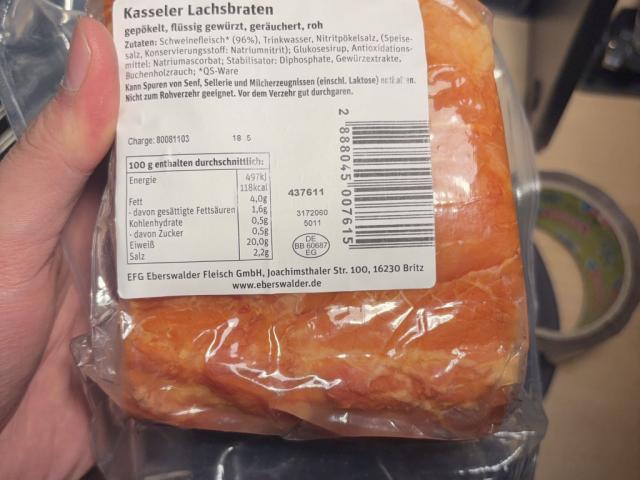 Kasseler Lachsbraten
gepökelt, flüssig gewürzt, geräuchert, roh
Zutaten: Schweinefleisch* (96%), Trinkwasser, Nitritpökelsalz, (Speise-
salz, Konservierungsstoff: Natriumnitrit); Glukosesirup, Antioxidations-
mittel: Natriumascorbat; Stabilisator: Diphosphate, Gewürzextrakte,
Buchenholzrauch; *QS-Ware
Kann Spuren von Senf, Sellerie und Milcherzeugnissen (einschl. Laktose) enthalten.
Nicht zum Rohverzehr geeignet. Vor dem Verzehr gut durchgaren.
Charge: 80081103 18 5
100 g enthalten durchschnittlich:
Energie 497kJ
118kcal
Fett 4,0g
- davon gesättigte Fettsäuren 1,6g
Kohlenhydrate 0,5g
- davon Zucker 0,5g
Eiweiß 20,0g
Salz 2,2g
437611
3172060
5011
DE
BB 60687
EG
2 888045 007615
EFG Eberswalder Fleisch GmbH, Joachimsthaler Str. 100, 16230 Britz
www.eberswalder.de